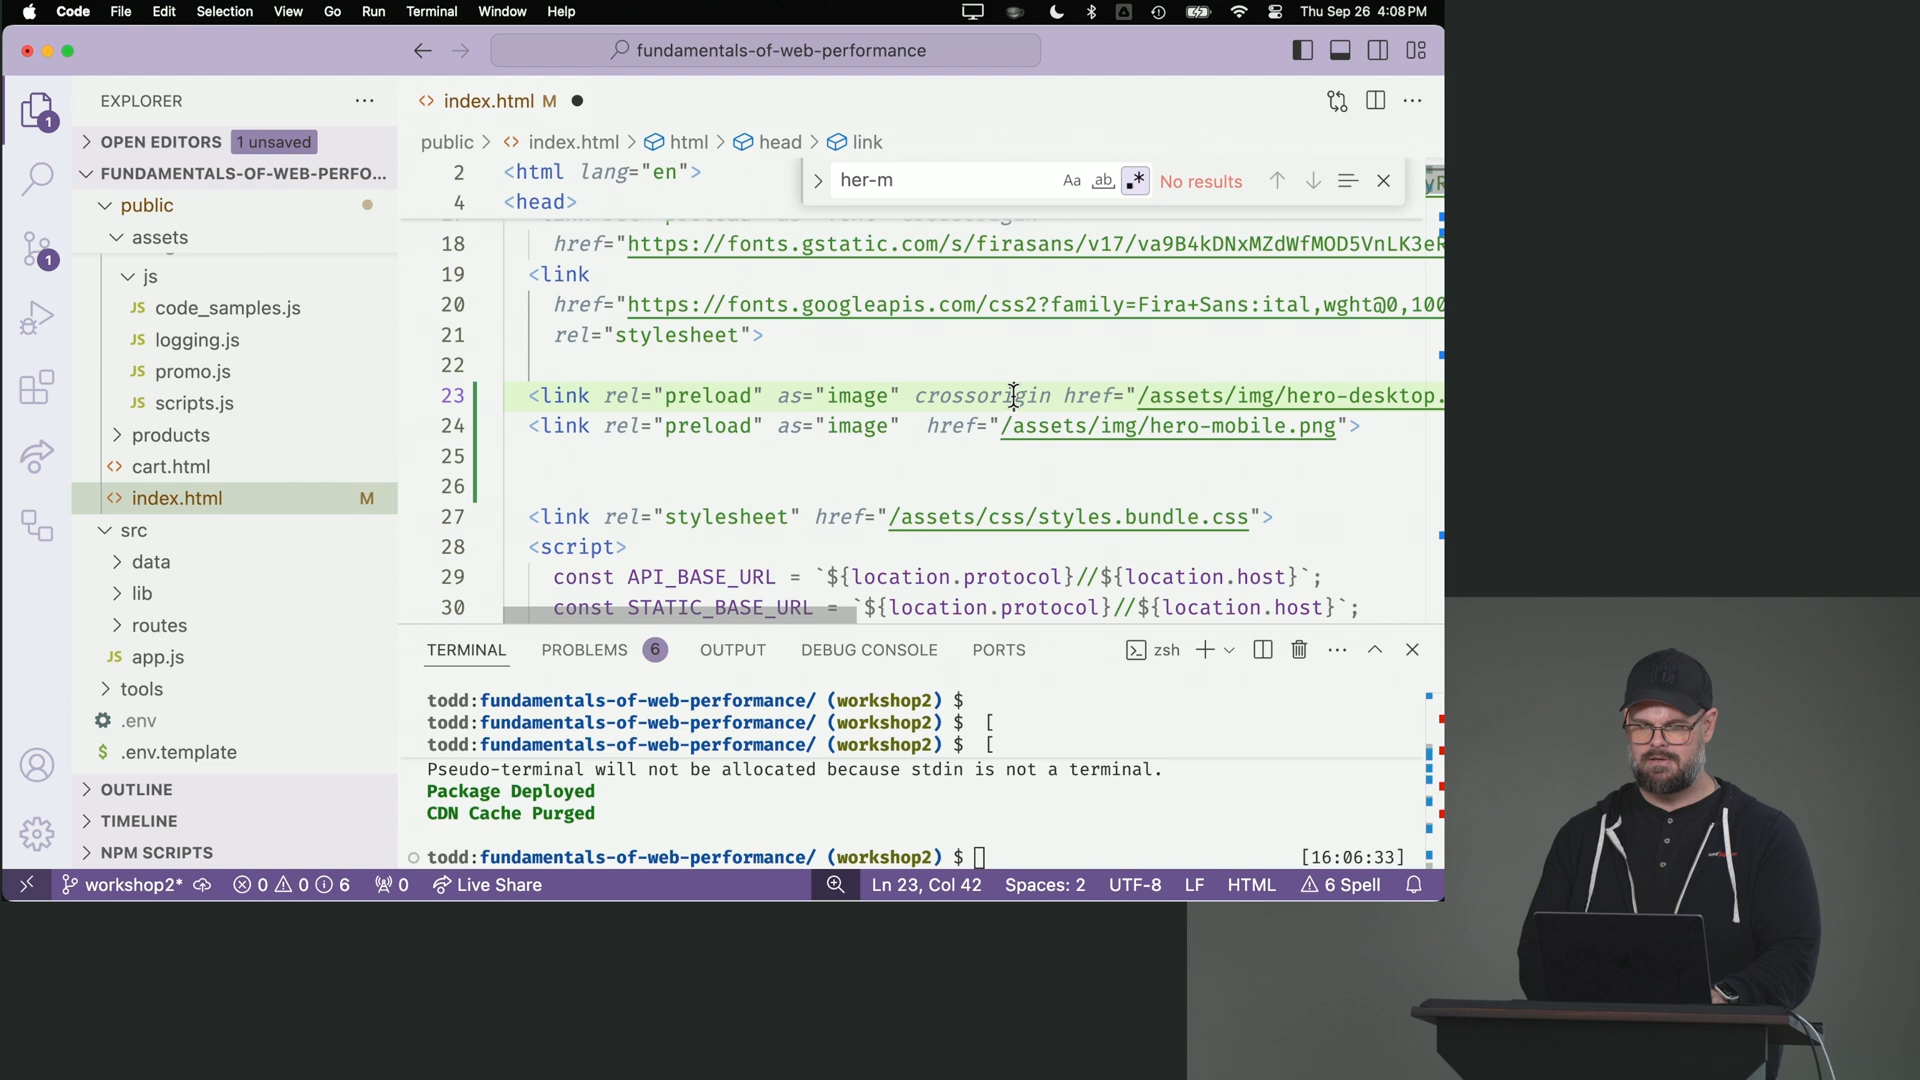 Code File Edit Selection View Go Run Terminal Window Help
Thu Sep 26 4:08 PM
fundamentals-of-web-performance
EXPLORER
OPEN EDITORS 1 unsaved
FUNDAMENTALS-OF-WEB-PERFO...
public
assets
js
JS code_samples.js
JS logging.js
JS promo.js
JS scripts.js
products
<> cart.html
<> index.html M
src
data
lib
routes
JS app.js
tools
.env
$ .env.template
OUTLINE
TIMELINE
NPM SCRIPTS
1
1
<> index.html M
public > <> index.html > html > head > link
her-m Aa ab .* No results
2 <html lang="en">
4 <head>
18 href="https://fonts.gstatic.com/s/firasans/v17/va9B4kDNxMZdWfMOD5VnLK3eR
19 <link
20 href="https://fonts.googleapis.com/css2?family=Fira+Sans:ital,wght@0,100
21 rel="stylesheet">
22
23 <link rel="preload" as="image" crossorigin href="/assets/img/hero-desktop.
24 <link rel="preload" as="image"  href="/assets/img/hero-mobile.png">
25
26
27 <link rel="stylesheet" href="/assets/css/styles.bundle.css">
28 <script>
29 const API_BASE_URL = `${location.protocol}//${location.host}`;
30 const STATIC_BASE_URL = `${location.protocol}//${location.host}`;
TERMINAL PROBLEMS 6 OUTPUT DEBUG CONSOLE PORTS zsh
todd:fundamentals-of-web-performance/ (workshop2) $
todd:fundamentals-of-web-performance/ (workshop2) $ [
todd:fundamentals-of-web-performance/ (workshop2) $ [
Pseudo-terminal will not be allocated because stdin is not a terminal.
Package Deployed
CDN Cache Purged
todd:fundamentals-of-web-performance/ (workshop2) $ [16:06:33]
workshop2* 0 0 6 0 Live Share Ln 23, Col 42 Spaces: 2 UTF-8 LF HTML 6 Spell